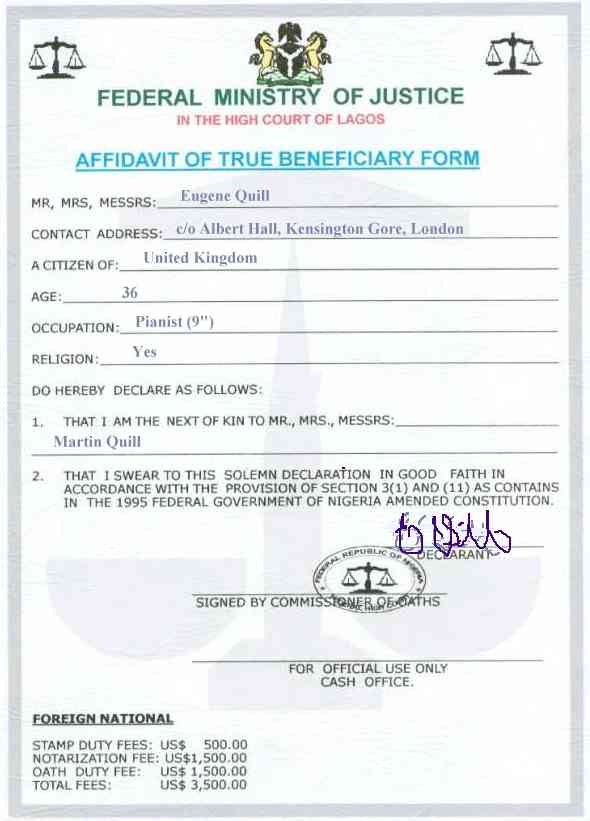 FEDERAL MINISTRY OF JUSTICE
IN THE HIGH COURT OF LAGOS
AFFIDAVIT OF TRUE BENEFICIARY FORM
MR, MRS, MESSRS: Eugene Quill
CONTACT ADDRESS: c/o Albert Hall, Kensington Gore, London
A CITIZEN OF: United Kingdom
AGE: 36
OCCUPATION: Pianist (9")
RELIGION: Yes
DO HEREBY DECLARE AS FOLLOWS:
1. THAT I AM THE NEXT OF KIN TO MR., MRS., MESSRS:
Martin Quill
2. THAT I SWEAR TO THIS SOLEMN DECLARATION IN GOOD FAITH IN
ACCORDANCE WITH THE PROVISION OF SECTION 3(1) AND (11) AS CONTAINS
IN THE 1995 FEDERAL GOVERNMENT OF NIGERIA AMENDED CONSTITUTION.
DECLARANT
FEDERAL REPUBLIC OF NIGERIA
SIGNED BY COMMISSIONER OF OATHS
FOR OFFICIAL USE ONLY
CASH OFFICE.
FOREIGN NATIONAL
STAMP DUTY FEES: US$ 500.00
NOTARIZATION FEE: US$1,500.00
OATH DUTY FEE: US$ 1,500.00
TOTAL FEES: US$ 3,500.00